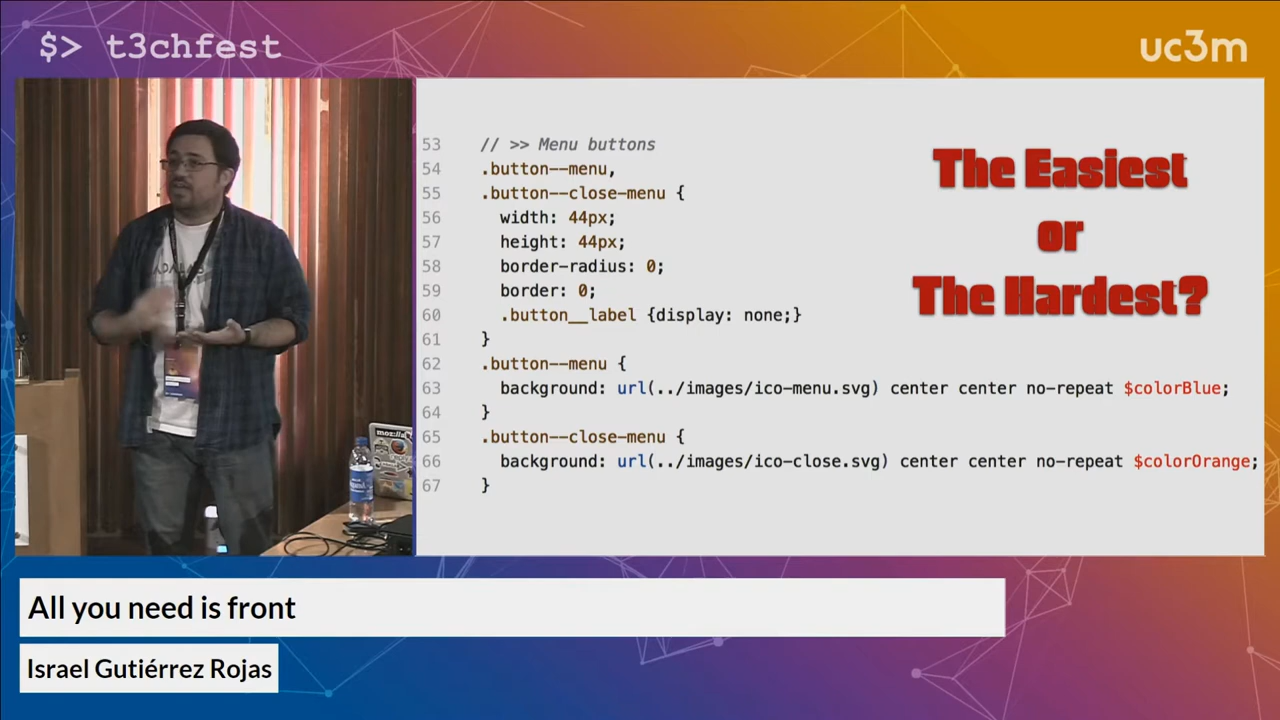 $> t3chfest
uc3m
53 // >> Menu buttons
54 .button--menu,
55 .button--close-menu {
56 width: 44px;
57 height: 44px;
58 border-radius: 0;
59 border: 0;
60 .button__label {display: none;}
61 }
62 .button--menu {
63 background: url(../images/ico-menu.svg) center center no-repeat $colorBlue;
64 }
65 .button--close-menu {
66 background: url(../images/ico-close.svg) center center no-repeat $colorOrange;
67 }
The Easiest
or
The Hardest?
moz://a
All you need is front
Israel Gutiérrez Rojas